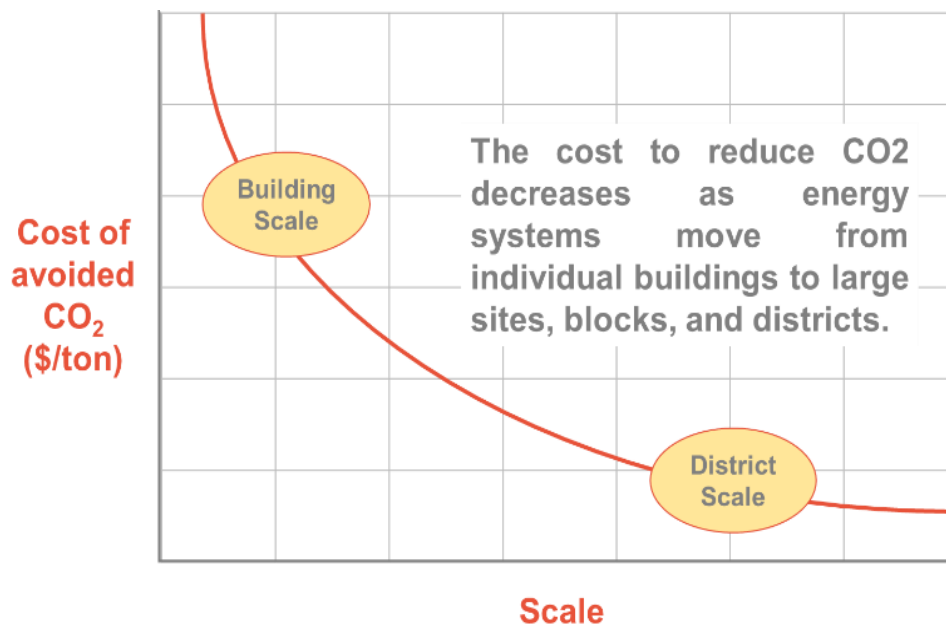 Building
Scale
The cost to reduce CO2
decreases as energy
systems move from
individual buildings to large
sites, blocks, and districts.
Cost of
avoided
CO₂
($/ton)
District
Scale
Scale